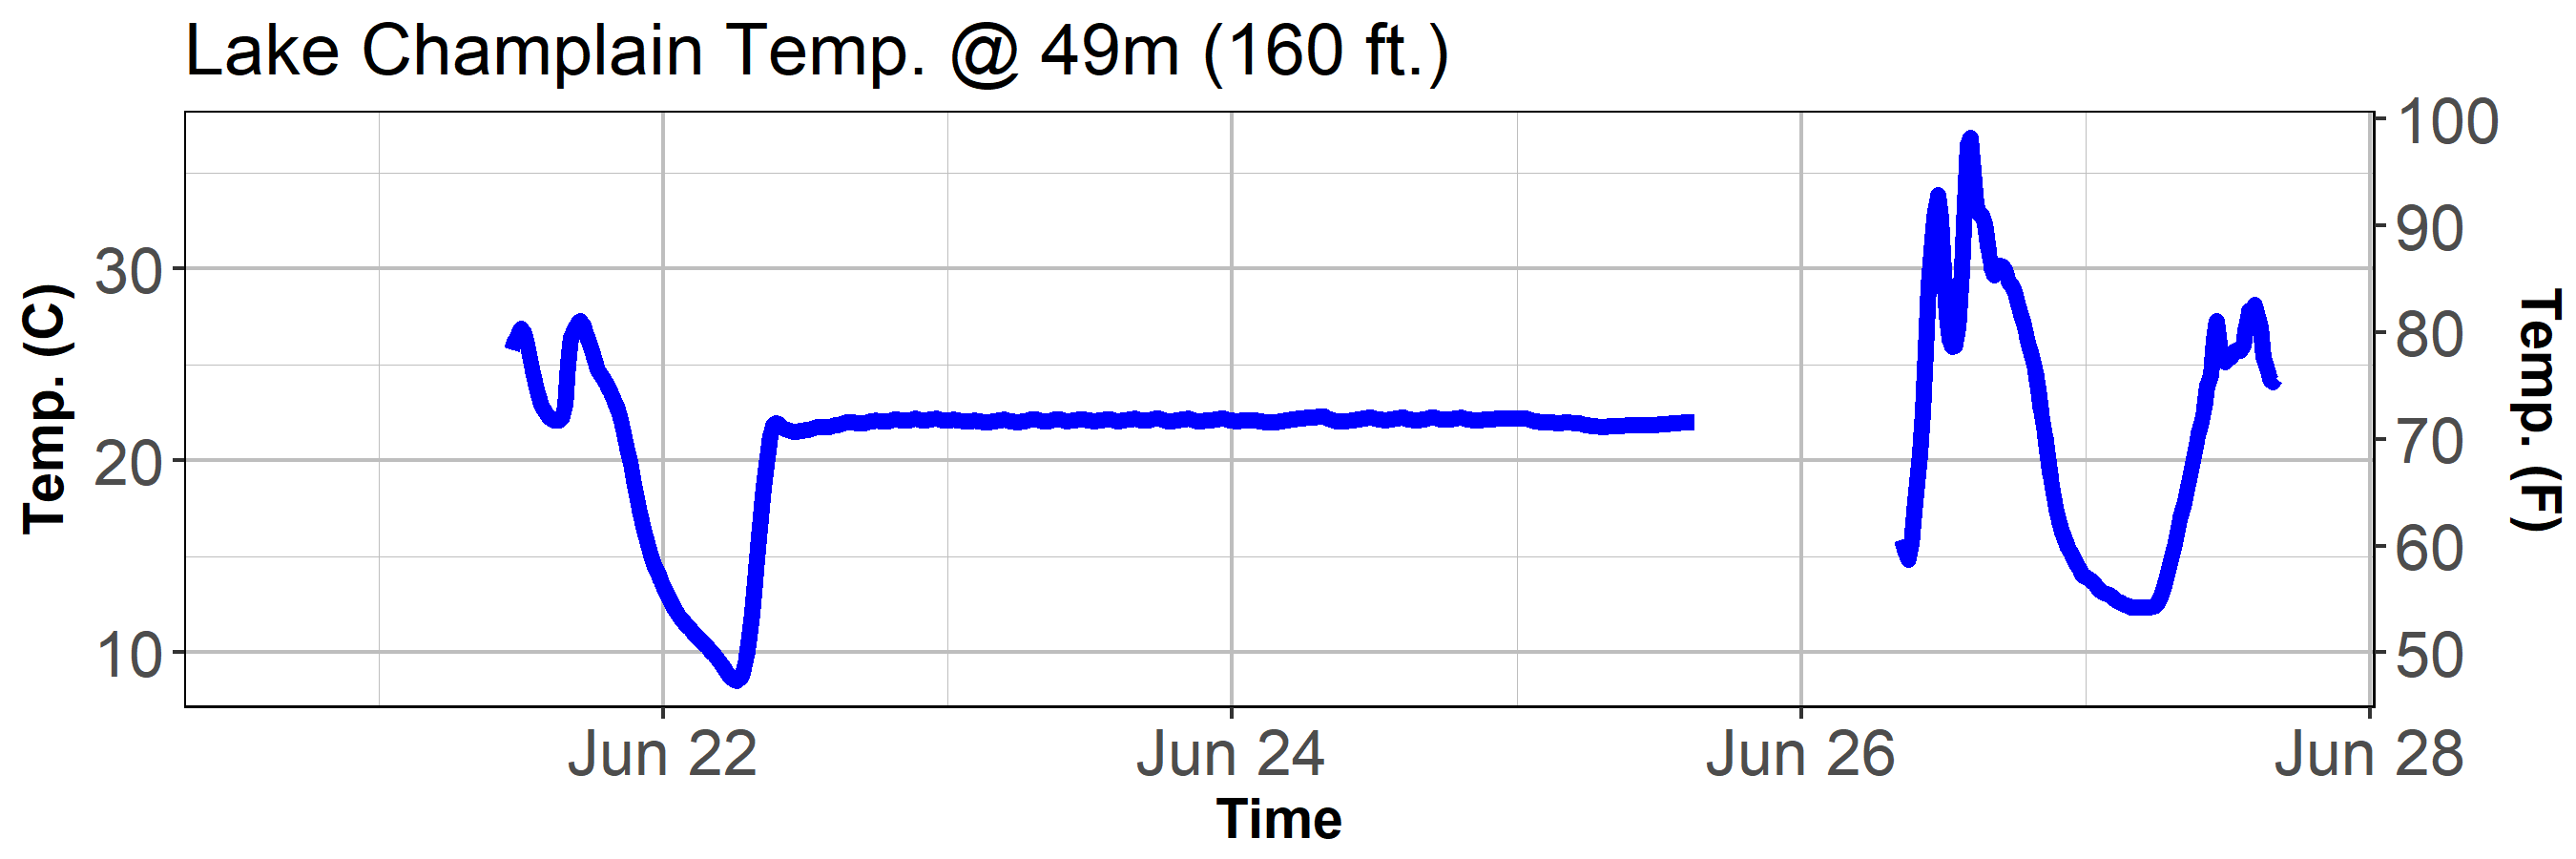 Lake Champlain Temp. @ 49m (160 ft.)
100
90
80
70
60
50
30
20
10
Temp. (C)
Temp. (F)
Jun 22 Jun 24 Jun 26 Jun 28
Time